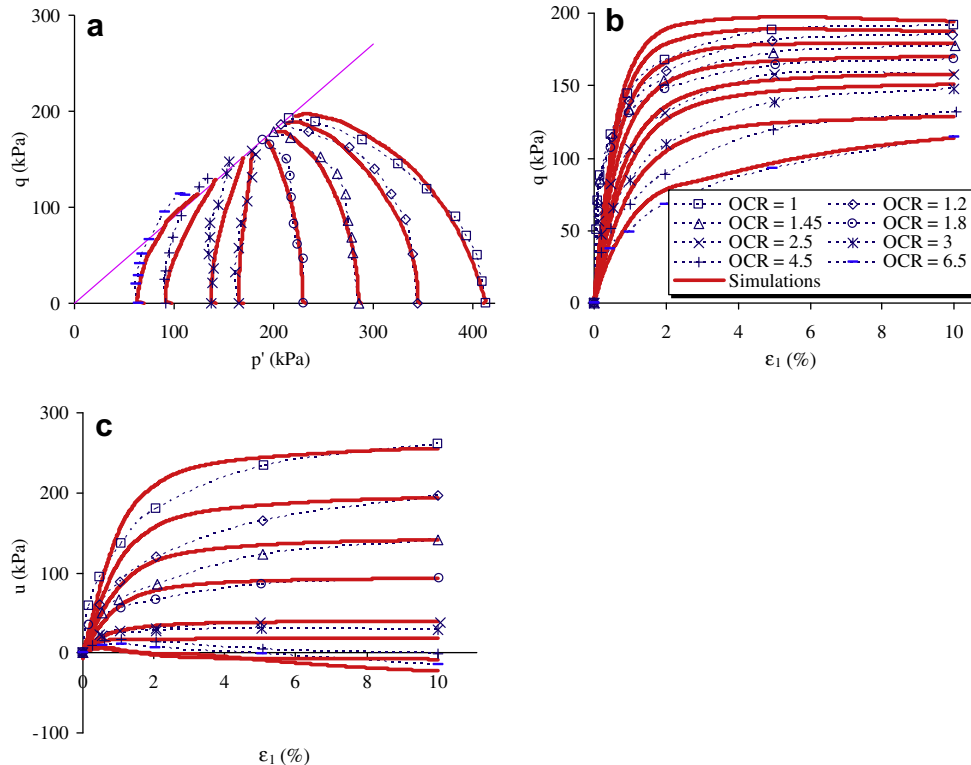 a
300
200
100
0
q (kPa)
0 100 200 300 400
p' (kPa)
b
200
150
100
50
0
q (kPa)
0 2 4 6 8 10
ε1 (%)
OCR = 1 OCR = 1.2
OCR = 1.45 OCR = 1.8
OCR = 2.5 OCR = 3
OCR = 4.5 OCR = 6.5
Simulations
c
300
200
100
0
-100
u (kPa)
0 2 4 6 8 10
ε1 (%)